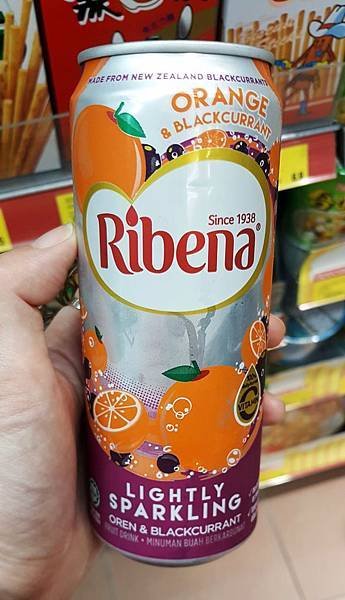 MADE FROM NEW ZEALAND BLACKCURRANTS
ORANGE
& BLACKCURRANT
Since 1938
Ribena®
LIGHTLY
SPARKLING
OREN & BLACKCURRANT
FRUIT DRINK • MINUMAN BUAH BERKARBONAT